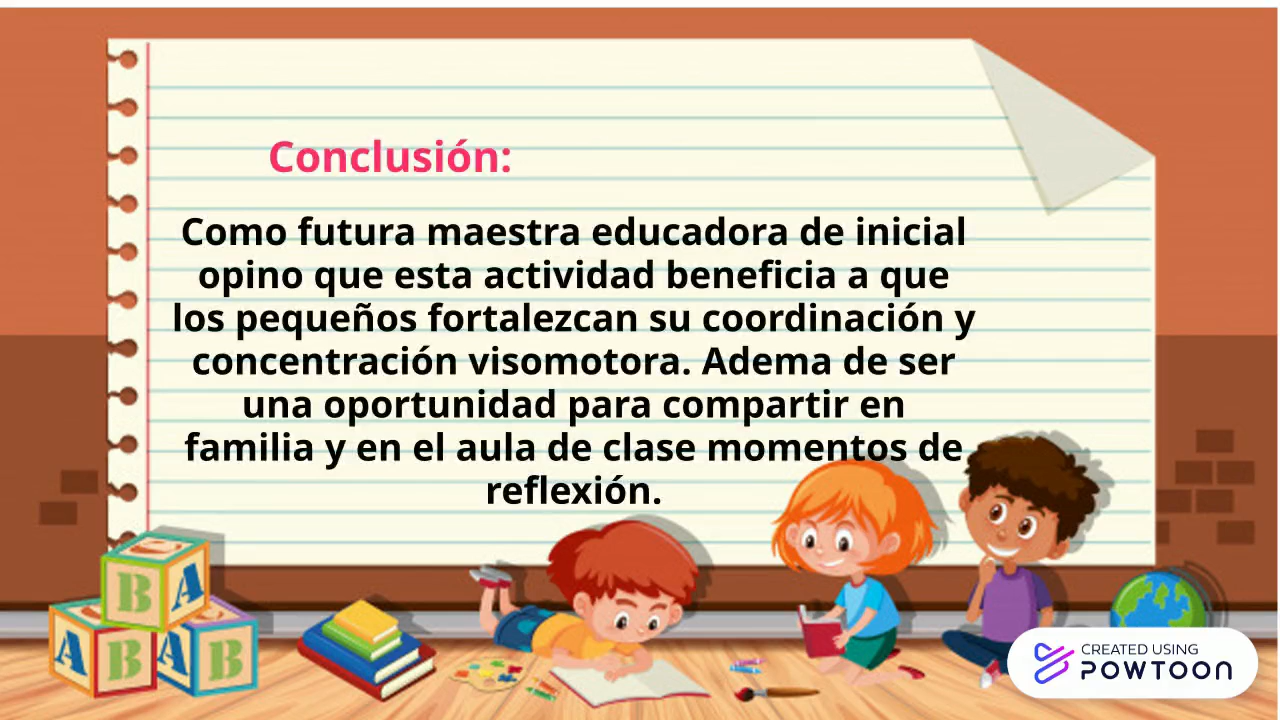 Conclusión:
Como futura maestra educadora de inicial
opino que esta actividad beneficia a que
los pequeños fortalezcan su coordinación y
concentración visomotora. Adema de ser
una oportunidad para compartir en
familia y en el aula de clase momentos de
reflexión.
B A
A B A B
CREATED USING
POWTOON